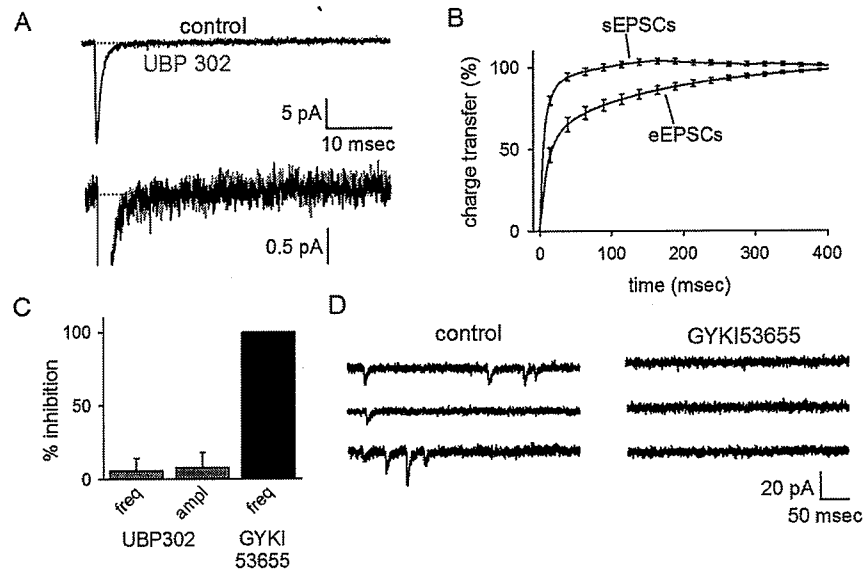 A
control
UBP 302
5 pA
10 msec
0.5 pA
B
sEPSCs
eEPSCs
100
50
0
charge transfer (%)
0 100 200 300 400
time (msec)
C
100
50
0
% inhibition
freq ampl freq
UBP302 GYKI
53655
D
control GYKI53655
20 pA
50 msec